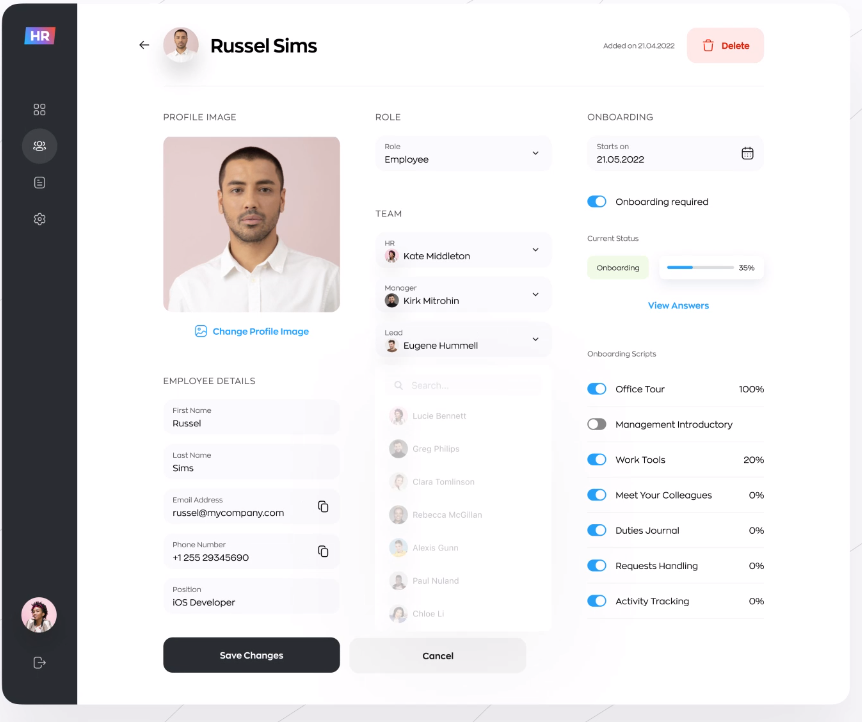 HR
Russel Sims
Added on 21.04.2022
Delete
PROFILE IMAGE
Change Profile Image
EMPLOYEE DETAILS
First Name
Russel
Last Name
Sims
Email Address
russel@mycompany.com
Phone Number
+1 255 29345690
Position
iOS Developer
ROLE
Role
Employee
TEAM
HR
Kate Middleton
Manager
Kirk Mitrohin
Lead
Eugene Hummell
Search...
Lucie Bennett
Greg Philips
Clara Tomlinson
Rebecca McGillan
Alexis Gunn
Paul Nuland
Chloe Li
ONBOARDING
Starts on
21.05.2022
Onboarding required
Current Status
Onboarding 35%
View Answers
Onboarding Scripts
Office Tour 100%
Management Introductory
Work Tools 20%
Meet Your Colleagues 0%
Duties Journal 0%
Requests Handling 0%
Activity Tracking 0%
Save Changes
Cancel